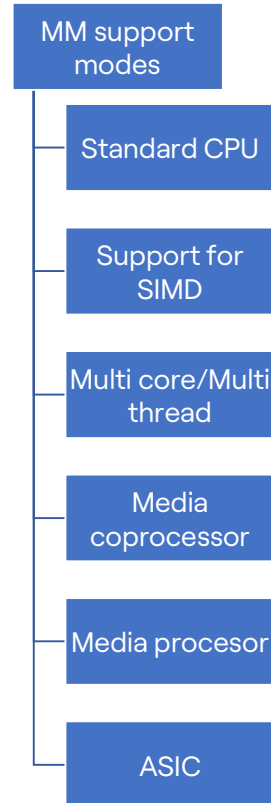 MM support
modes
Standard CPU
Support for
SIMD
Multi core/Multi
thread
Media
coprocessor
Media procesor
ASIC